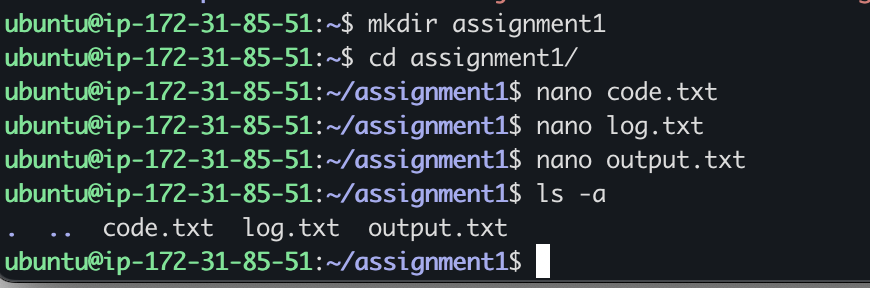 ubuntu@ip-172-31-85-51:~$ mkdir assignment1
ubuntu@ip-172-31-85-51:~$ cd assignment1/
ubuntu@ip-172-31-85-51:~/assignment1$ nano code.txt
ubuntu@ip-172-31-85-51:~/assignment1$ nano log.txt
ubuntu@ip-172-31-85-51:~/assignment1$ nano output.txt
ubuntu@ip-172-31-85-51:~/assignment1$ ls -a
.  ..  code.txt  log.txt  output.txt
ubuntu@ip-172-31-85-51:~/assignment1$